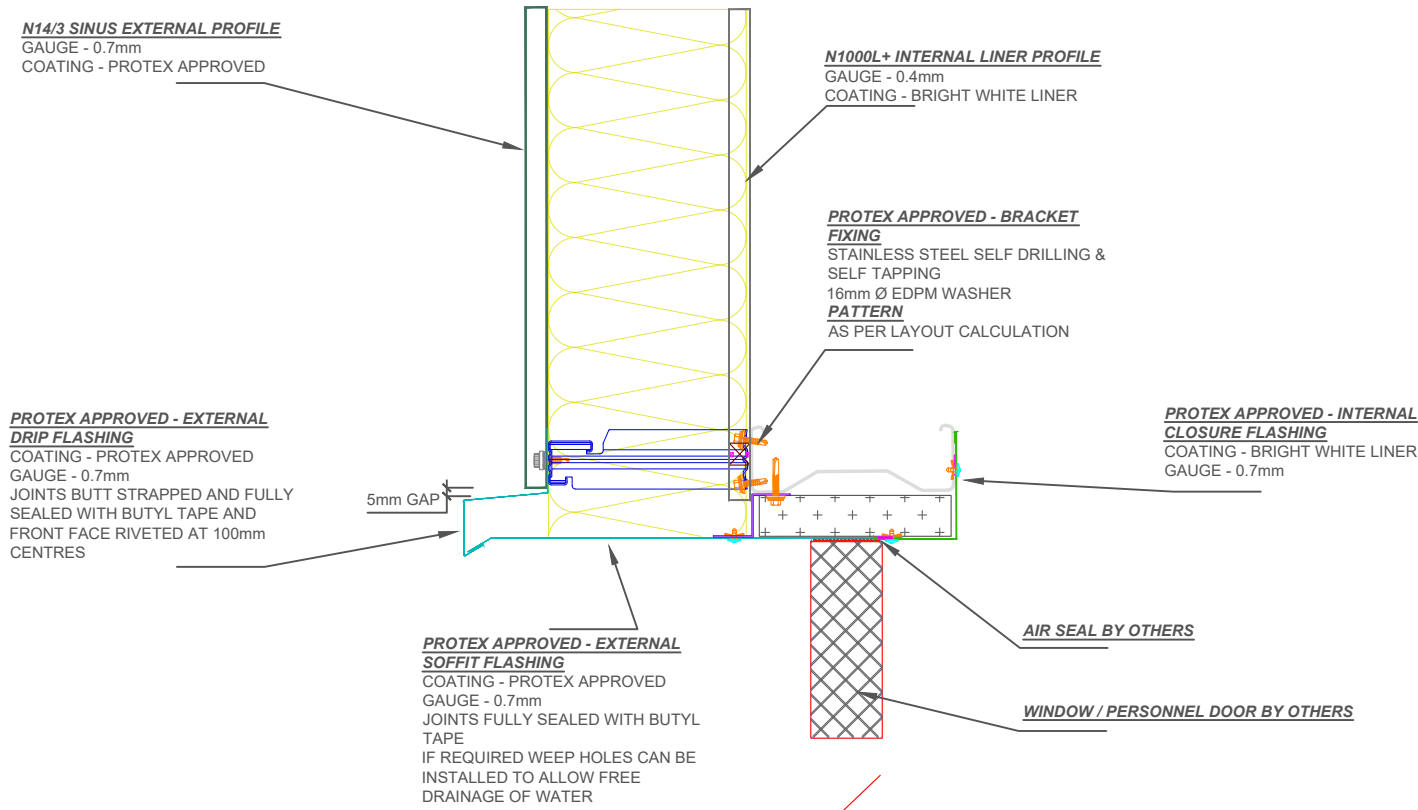 N14/3 SINUS EXTERNAL PROFILE
GAUGE - 0.7mm
COATING - PROTEX APPROVED
N1000L+ INTERNAL LINER PROFILE
GAUGE - 0.4mm
COATING - BRIGHT WHITE LINER
PROTEX APPROVED - BRACKET
FIXING
STAINLESS STEEL SELF DRILLING &
SELF TAPPING
16mm Ø EDPM WASHER
PATTERN
AS PER LAYOUT CALCULATION
PROTEX APPROVED - EXTERNAL
DRIP FLASHING
COATING - PROTEX APPROVED
GAUGE - 0.7mm
JOINTS BUTT STRAPPED AND FULLY
SEALED WITH BUTYL TAPE AND
FRONT FACE RIVETED AT 100mm
CENTRES
5mm GAP
PROTEX APPROVED - INTERNAL
CLOSURE FLASHING
COATING - BRIGHT WHITE LINER
GAUGE - 0.7mm
PROTEX APPROVED - EXTERNAL
SOFFIT FLASHING
COATING - PROTEX APPROVED
GAUGE - 0.7mm
JOINTS FULLY SEALED WITH BUTYL
TAPE
IF REQUIRED WEEP HOLES CAN BE
INSTALLED TO ALLOW FREE
DRAINAGE OF WATER
AIR SEAL BY OTHERS
WINDOW / PERSONNEL DOOR BY OTHERS